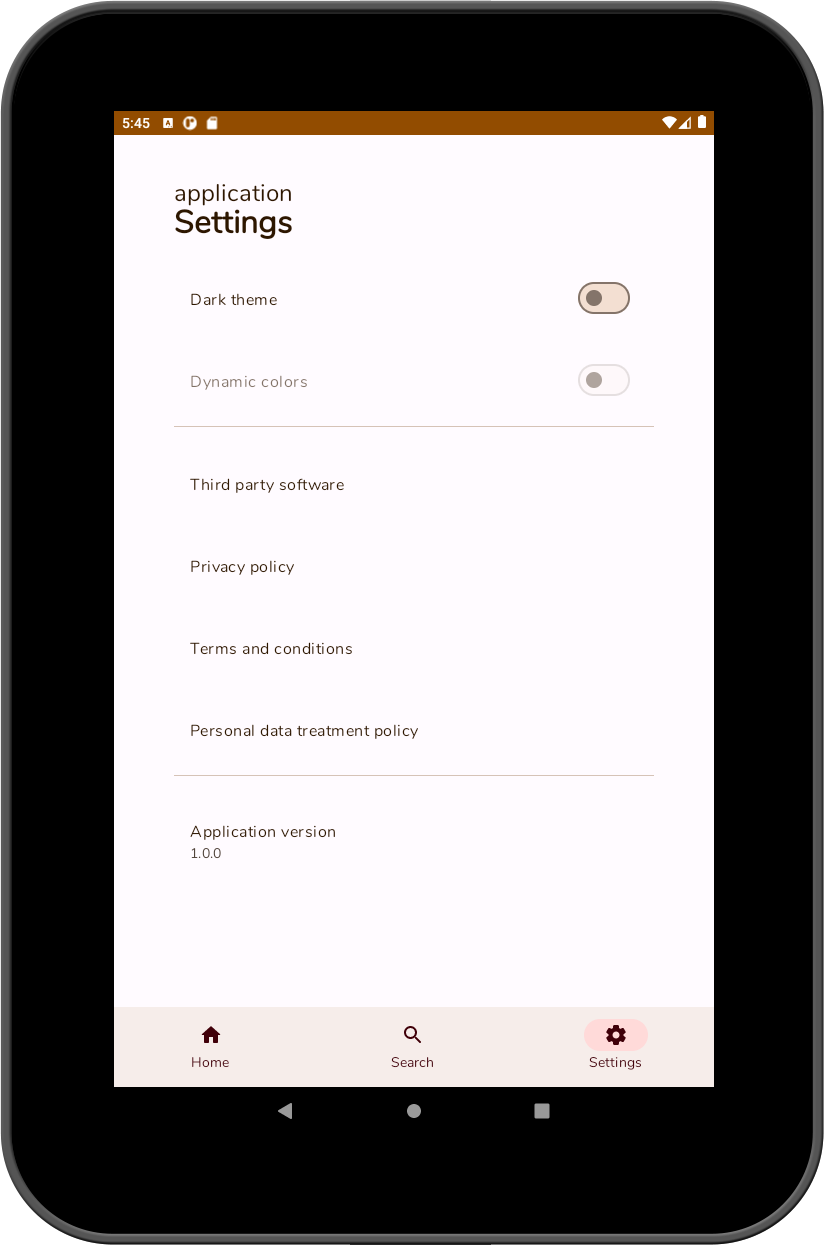 5:45
application
Settings
Dark theme
Dynamic colors
Third party software
Privacy policy
Terms and conditions
Personal data treatment policy
Application version
1.0.0
Home
Search
Settings